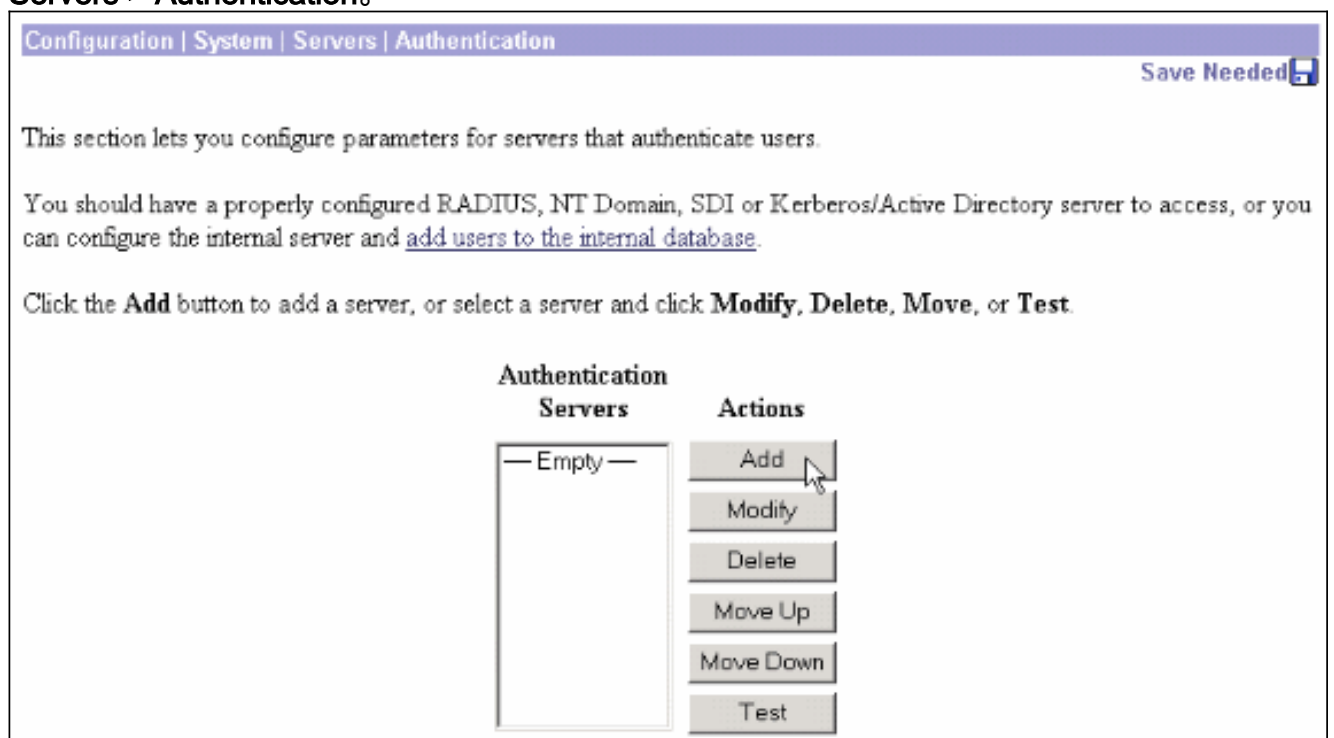 Servers > Authentication。
Configuration | System | Servers | Authentication
Save Needed
This section lets you configure parameters for servers that authenticate users.
You should have a properly configured RADIUS, NT Domain, SDI or Kerberos/Active Directory server to access, or you
can configure the internal server and add users to the internal database.
Click the Add button to add a server, or select a server and click Modify, Delete, Move, or Test.
Authentication
Servers
Actions
— Empty —
Add
Modify
Delete
Move Up
Move Down
Test